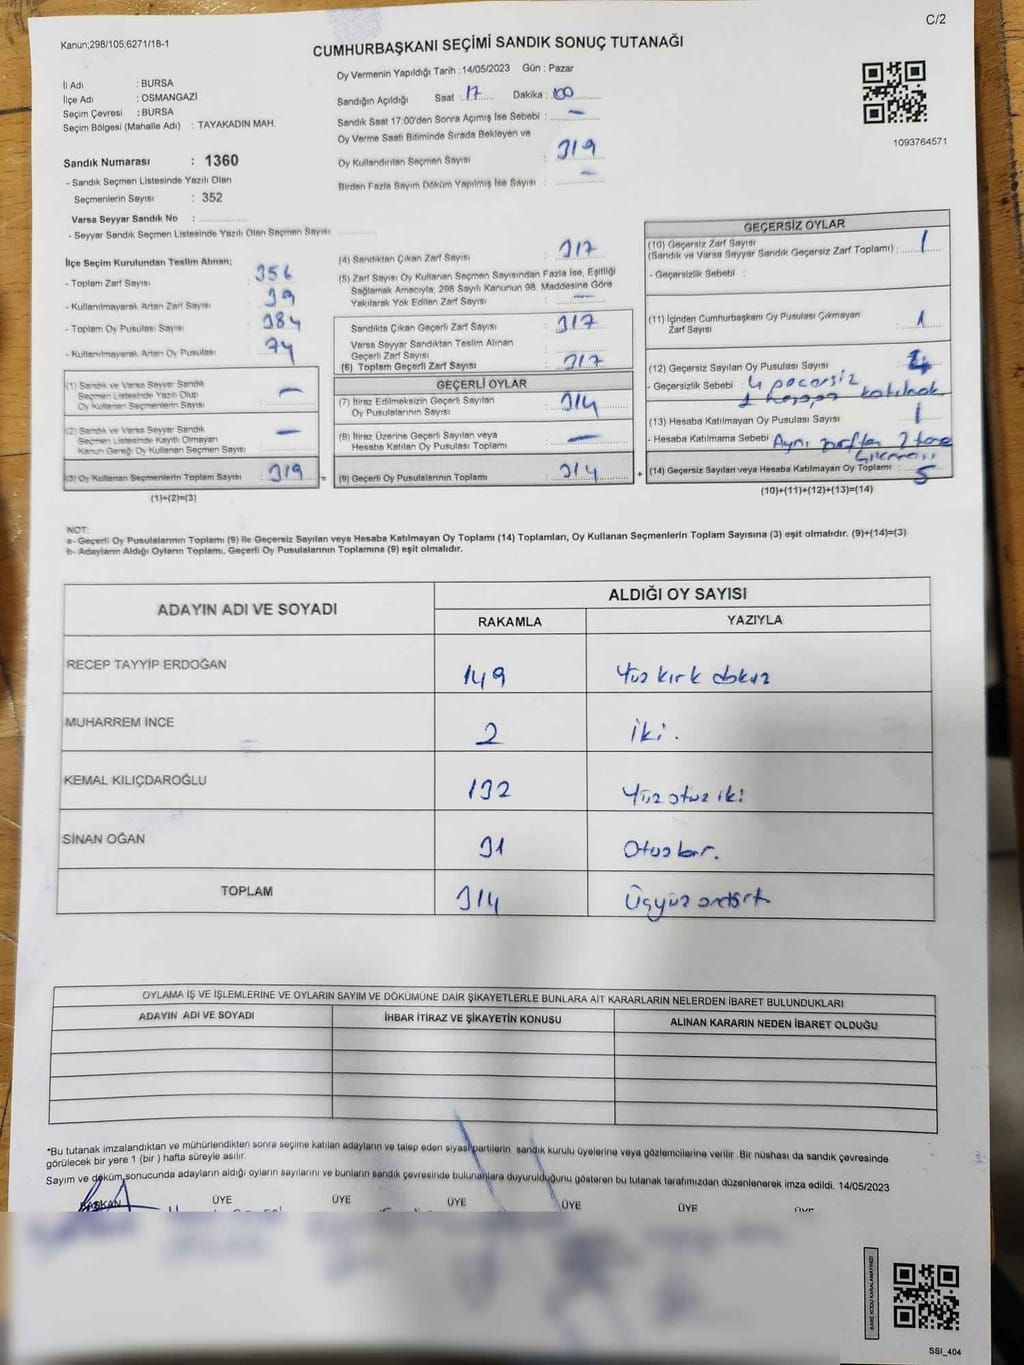 C/2
Kanun;298/105;6271/18-1
CUMHURBAŞKANI SEÇİMİ SANDIK SONUÇ TUTANAĞI
İl Adı : BURSA
İlçe Adı : OSMANGAZİ
Seçim Çevresi : BURSA
Seçim Bölgesi (Mahalle Adı) : TAYAKADIN MAH.
Sandık Numarası : 1360
- Sandık Seçmen Listesinde Yazılı Olan
Seçmenlerin Sayısı : 352
Varsa Seyyar Sandık No :
- Seyyar Sandık Seçmen Listesinde Yazılı Olan Seçmen Sayısı:
Oy Vermenin Yapıldığı Tarih :14/05/2023 Gün : Pazar
Sandığın Açıldığı Saat : 17 Dakika : 00
Sandık Saat 17:00'den Sonra Açımış İse Sebebi : -
Oy Verme Saati Bitiminde Sırada Bekleyen ve
Oy Kullandırılan Seçmen Sayısı : 319
Birden Fazla Sayım Döküm Yapılmış İse Sayısı : -
1093764571
İlçe Seçim Kurulundan Teslim Alınan;
- Toplam Zarf Sayısı : 356
- Kullanılmayarak Artan Zarf Sayısı : 39
- Toplam Oy Pusulası Sayısı : 384
- Kullanılmayarak Artan Oy Pusulası : 74
(1) Sandık ve Varsa Seyyar Sandık
Seçmen Listesinde Yazılı Olup
Oy Kullanan Seçmenlerin Sayısı : -
(2) Sandık ve Varsa Seyyar Sandık
Seçmen Listesinde Kayıtlı Olmayan
Kanun Gereği Oy Kullanan Seçmen Sayısı : -
(3) Oy Kullanan Seçmenlerin Toplam Sayısı : 319
(1)+(2)=(3)
(4) Sandıktan Çıkan Zarf Sayısı : 317
(5) Zarf Sayısı Oy Kullanan Seçmen Sayısından Fazla İse, Eşitliği
Sağlamak Amacıyla; 298 Sayılı Kanunun 98. Maddesine Göre
Yakılarak Yok Edilen Zarf Sayısı : -
Sandıkta Çıkan Geçerli Zarf Sayısı : 317
Varsa Seyyar Sandıktan Teslim Alınan
Geçerli Zarf Sayısı :
(6) Toplam Geçerli Zarf Sayısı : 317
GEÇERLİ OYLAR
(7) İtiraz Edilmeksizin Geçerli Sayılan
Oy Pusulalarının Sayısı : 314
(8) İtiraz Üzerine Geçerli Sayılan veya
Hesaba Katılan Oy Pusulası Toplamı : -
= (9) Geçerli Oy Pusulalarının Toplamı : 314 +
GEÇERSİZ OYLAR
(10) Geçersiz Zarf Sayısı
(Sandık ve Varsa Seyyar Sandık Geçersiz Zarf Toplamı) : 1
- Geçersizlik Sebebi :
(11) İçinden Cumhurbaşkanı Oy Pusulası Çıkmayan
Zarf Sayısı : 1
(12) Geçersiz Sayılan Oy Pusulası Sayısı : 4
- Geçersizlik Sebebi : 4 geçersiz
1 hesaba katılmadı
(13) Hesaba Katılmayan Oy Pusulası Sayısı : 1
- Hesaba Katılmama Sebebi Aynı zarftan 2 tane
çıkması
(14) Geçersiz Sayılan veya Hesaba Katılmayan Oy Toplamı : 5
(10)+(11)+(12)+(13)=(14)
NOT:
a- Geçerli Oy Pusulalarının Toplamı (9) ile Geçersiz Sayılan veya Hesaba Katılmayan Oy Toplamı (14) Toplamları, Oy Kullanan Seçmenlerin Toplam Sayısına (3) eşit olmalıdır. (9)+(14)=(3)
b- Adayların Aldığı Oyların Toplamı, Geçerli Oy Pusulalarının Toplamına (9) eşit olmalıdır.
ADAYIN ADI VE SOYADI ALDIĞI OY SAYISI
RAKAMLA YAZIYLA
RECEP TAYYİP ERDOĞAN 149 Yüz kırk dokuz
MUHARREM İNCE 2 iki.
KEMAL KILIÇDAROĞLU 132 Yüz otuz iki
SİNAN OĞAN 31 Otuz bir.
TOPLAM 314 Üçyüz ondört
OYLAMA İŞ VE İŞLEMLERİNE VE OYLARIN SAYIM VE DÖKÜMÜNE DAİR ŞİKAYETLERLE BUNLARA AİT KARARLARIN NELERDEN İBARET BULUNDUKLARI
ADAYIN ADI VE SOYADI İHBAR İTİRAZ VE ŞİKAYETİN KONUSU ALINAN KARARIN NEDEN İBARET OLDUĞU
*Bu tutanak imzalandıktan ve mühürlendikten sonra seçime katılan adayların ve talep eden siyasi partilerin sandık kurulu üyelerine veya gözlemcilerine verilir .Bir nüshası da sandık çevresinde
görülecek bir yere 1 (bir ) hafta süreyle asılır.
Sayım ve döküm sonucunda adayların aldığı oyların sayılarını ve bunların sandık çevresinde bulunanlara duyurulduğunu gösteren bu tutanak tarafımızdan düzenlenerek imza edildi. 14/05/2023
BAŞKAN ÜYE ÜYE ÜYE ÜYE ÜYE ÜYE
KARE KODU KARALAMAYINIZ!
SSI_404